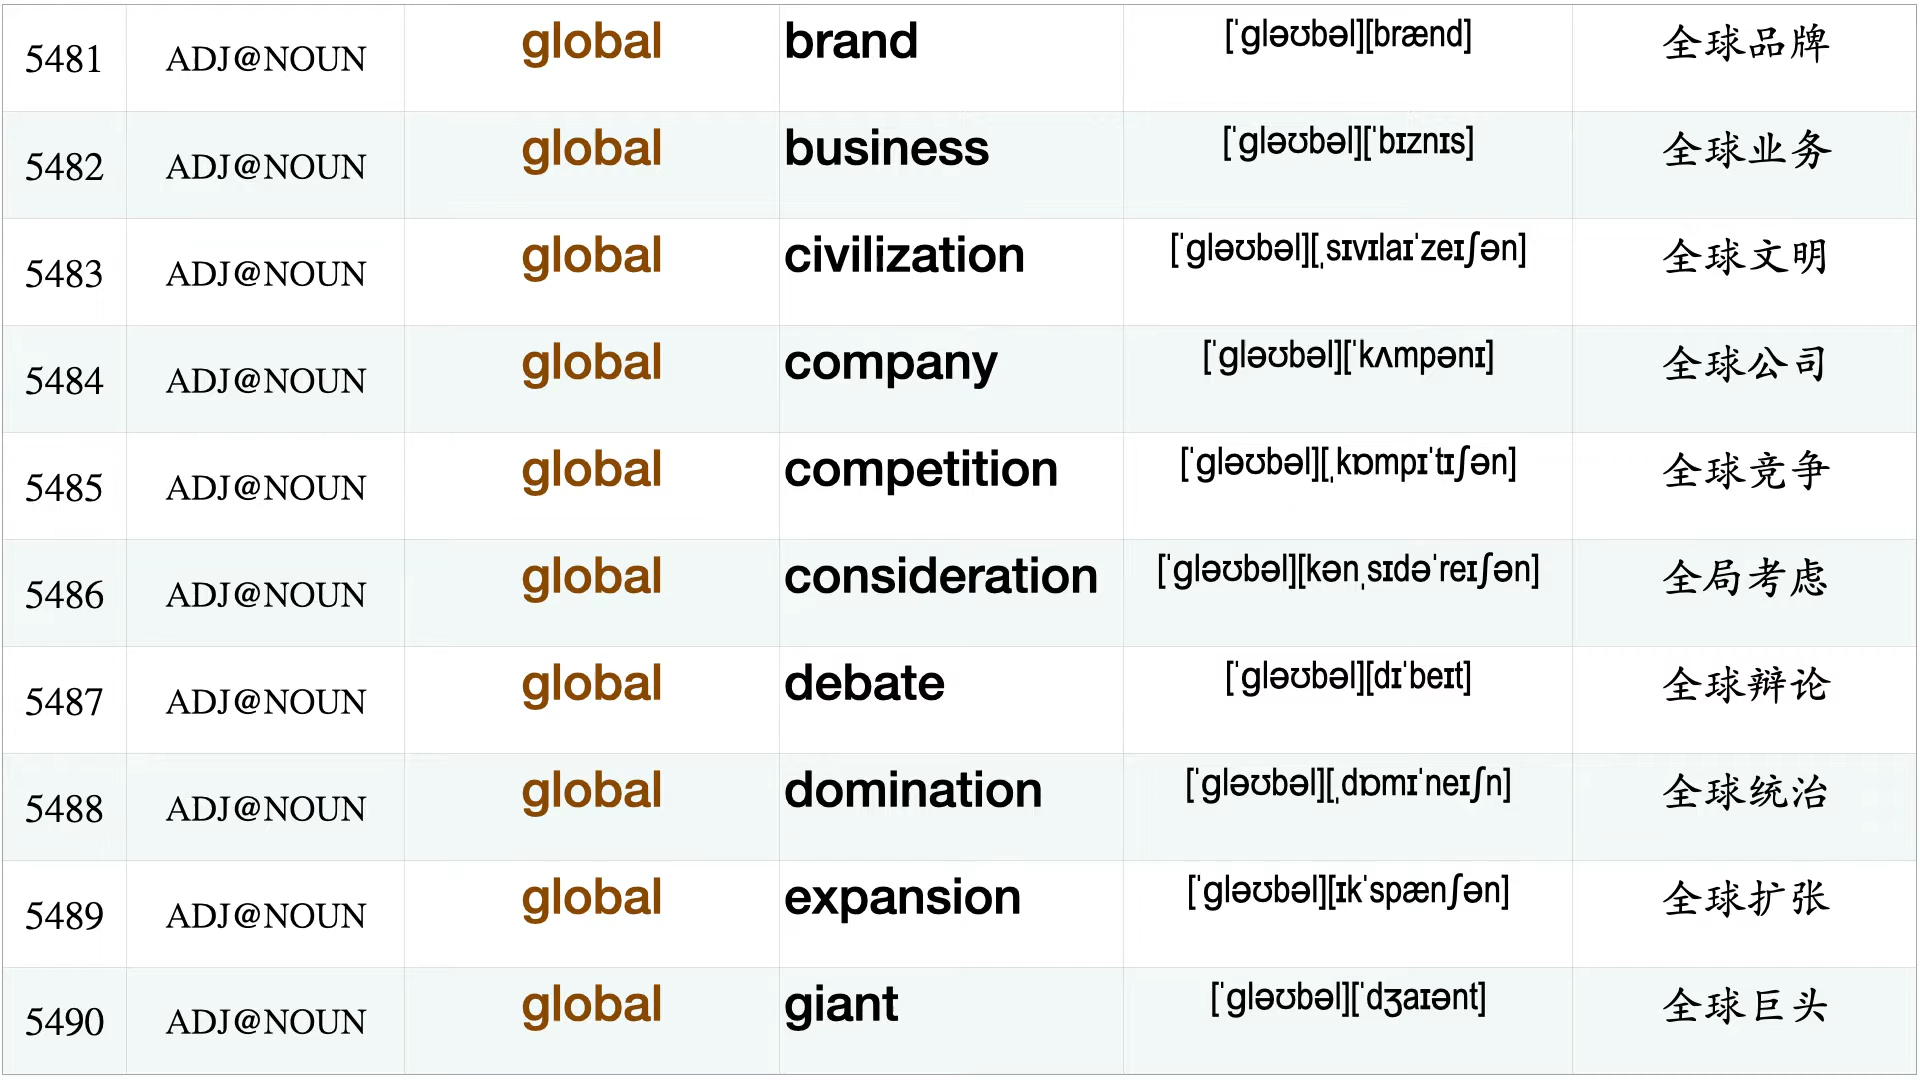 5481 ADJ@NOUN global brand [ˈgləʊbəl][brænd] 全球品牌
5482 ADJ@NOUN global business [ˈgləʊbəl][ˈbɪznɪs] 全球业务
5483 ADJ@NOUN global civilization [ˈgləʊbəl][ˌsɪvɪlaɪˈzeɪʃən] 全球文明
5484 ADJ@NOUN global company [ˈgləʊbəl][ˈkʌmpənɪ] 全球公司
5485 ADJ@NOUN global competition [ˈgləʊbəl][ˌkɒmpɪˈtɪʃən] 全球竞争
5486 ADJ@NOUN global consideration [ˈgləʊbəl][kənˌsɪdəˈreɪʃən] 全局考虑
5487 ADJ@NOUN global debate [ˈgləʊbəl][dɪˈbeɪt] 全球辩论
5488 ADJ@NOUN global domination [ˈgləʊbəl][ˌdɒmɪˈneɪʃn] 全球统治
5489 ADJ@NOUN global expansion [ˈgləʊbəl][ɪkˈspænʃən] 全球扩张
5490 ADJ@NOUN global giant [ˈgləʊbəl][ˈdʒaɪənt] 全球巨头